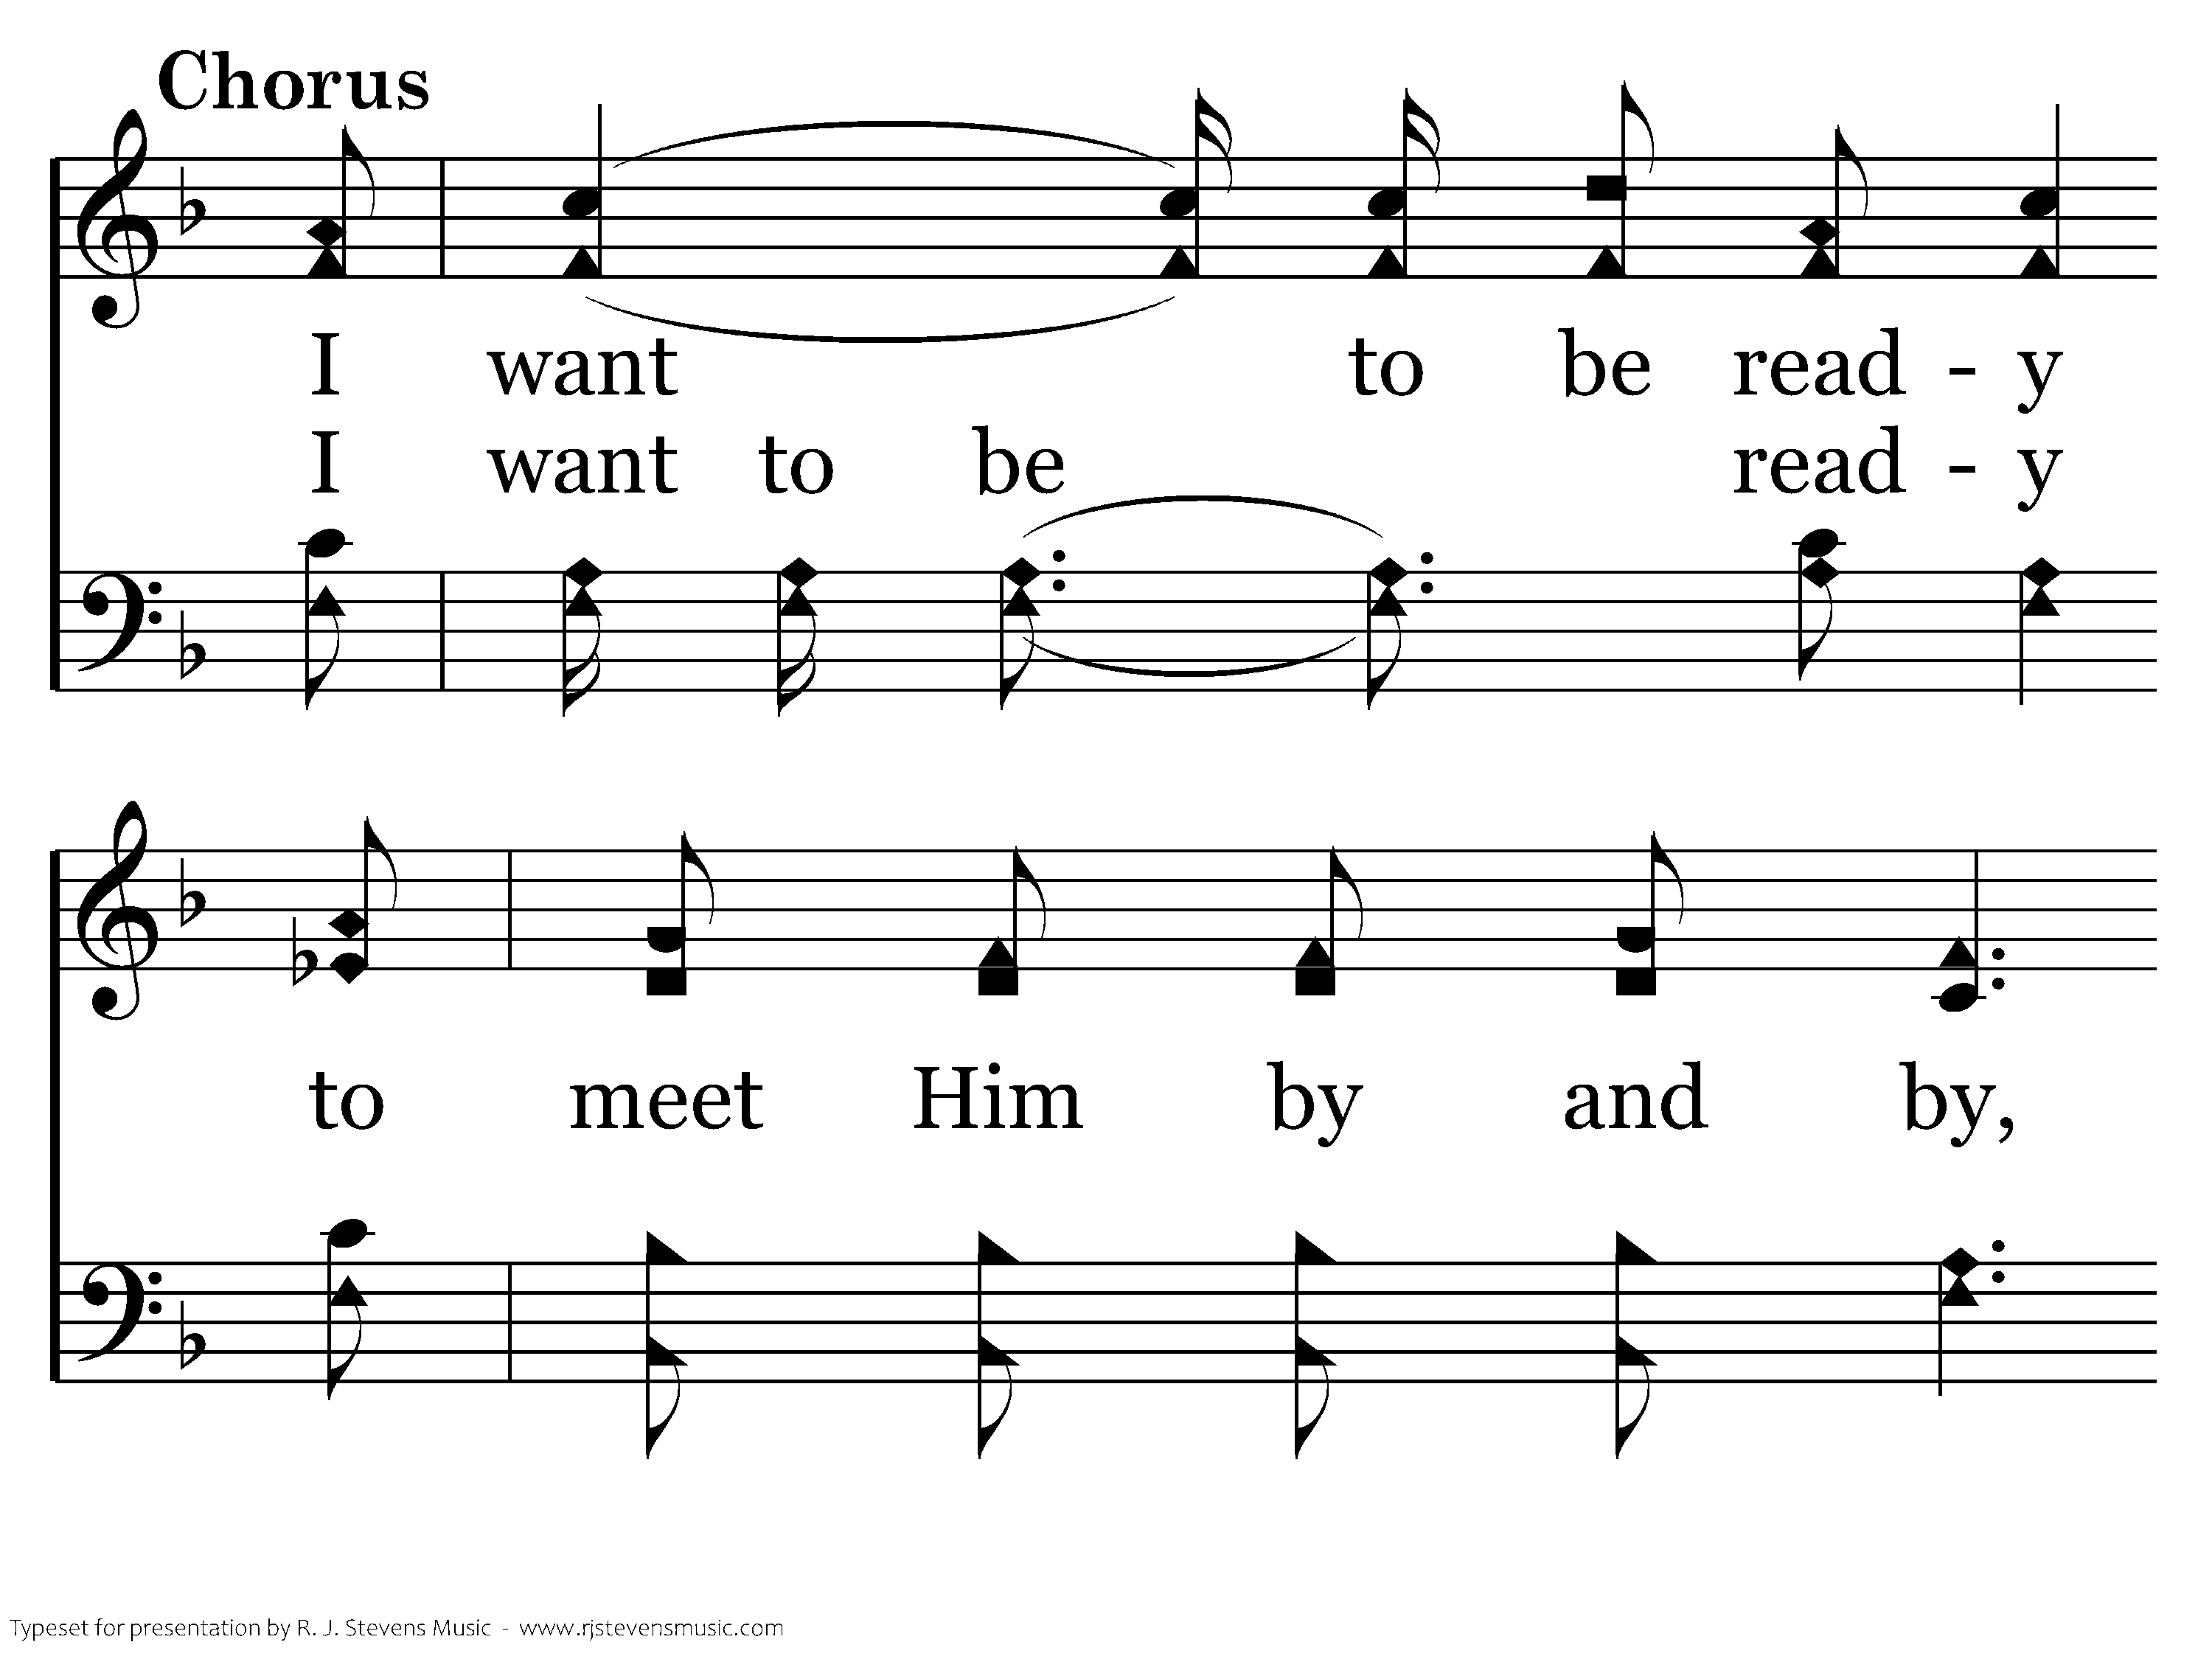 Chorus
I want to be read - y
I want to be read - y
to meet Him by and by,
Typeset for presentation by R. J. Stevens Music - www.rjstevensmusic.com